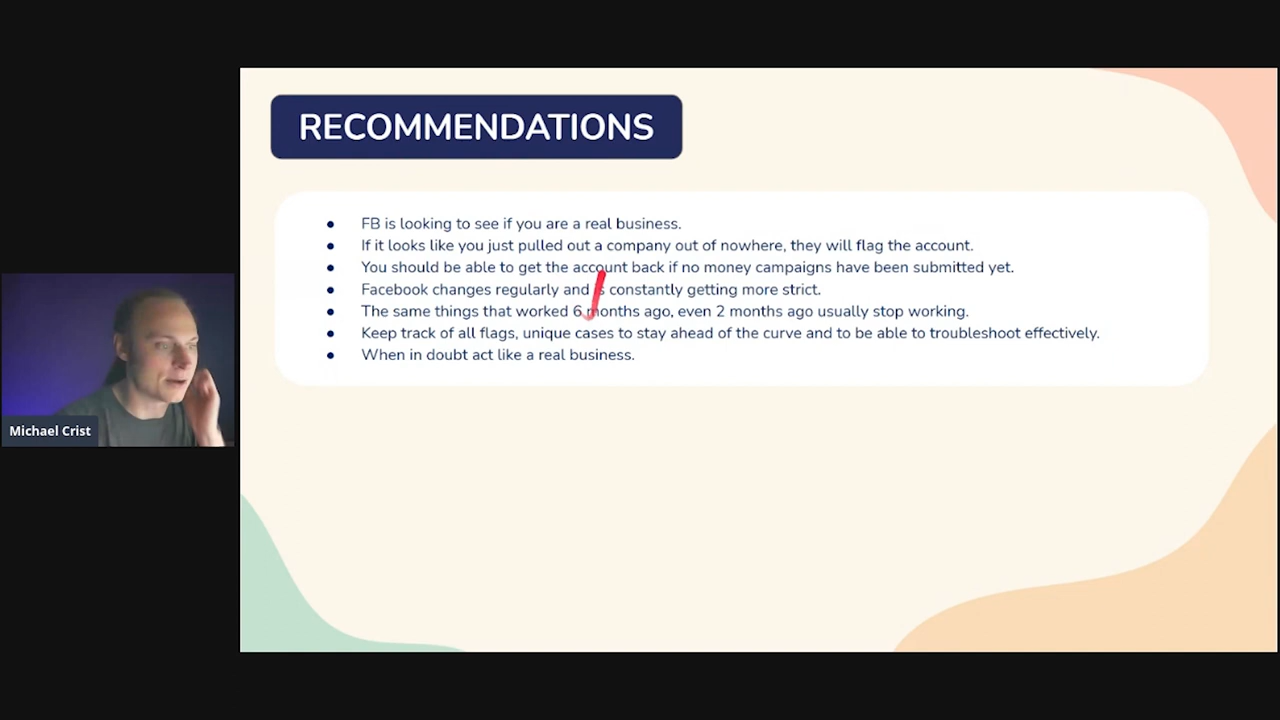 RECOMMENDATIONS
● FB is looking to see if you are a real business.
● If it looks like you just pulled out a company out of nowhere, they will flag the account.
● You should be able to get the account back if no money campaigns have been submitted yet.
● Facebook changes regularly and is constantly getting more strict.
● The same things that worked 6 months ago, even 2 months ago usually stop working.
● Keep track of all flags, unique cases to stay ahead of the curve and to be able to troubleshoot effectively.
● When in doubt act like a real business.
Michael Crist